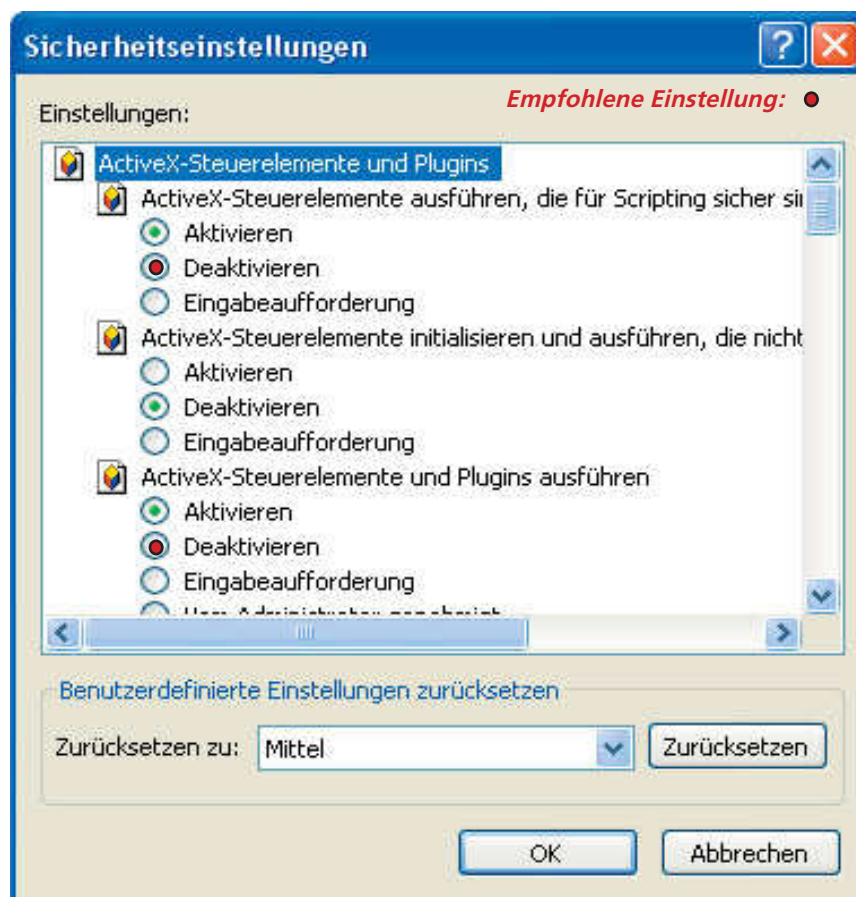 Sicherheitseinstellungen
Empfohlene Einstellung:
Einstellungen:
ActiveX-Steuerelemente und Plugins
ActiveX-Steuerelemente ausführen, die für Scripting sicher
Aktivieren
Deaktivieren
Eingabeaufforderung
ActiveX-Steuerelemente initialisieren und ausführen, die nicht
Aktivieren
Deaktivieren
Eingabeaufforderung
ActiveX-Steuerelemente und Plugins ausführen
Aktivieren
Deaktivieren
Eingabeaufforderung
Benutzerdefinierte Einstellungen zurücksetzen
Zurücksetzen zu: Mittel Zurücksetzen
OK Abbrechen